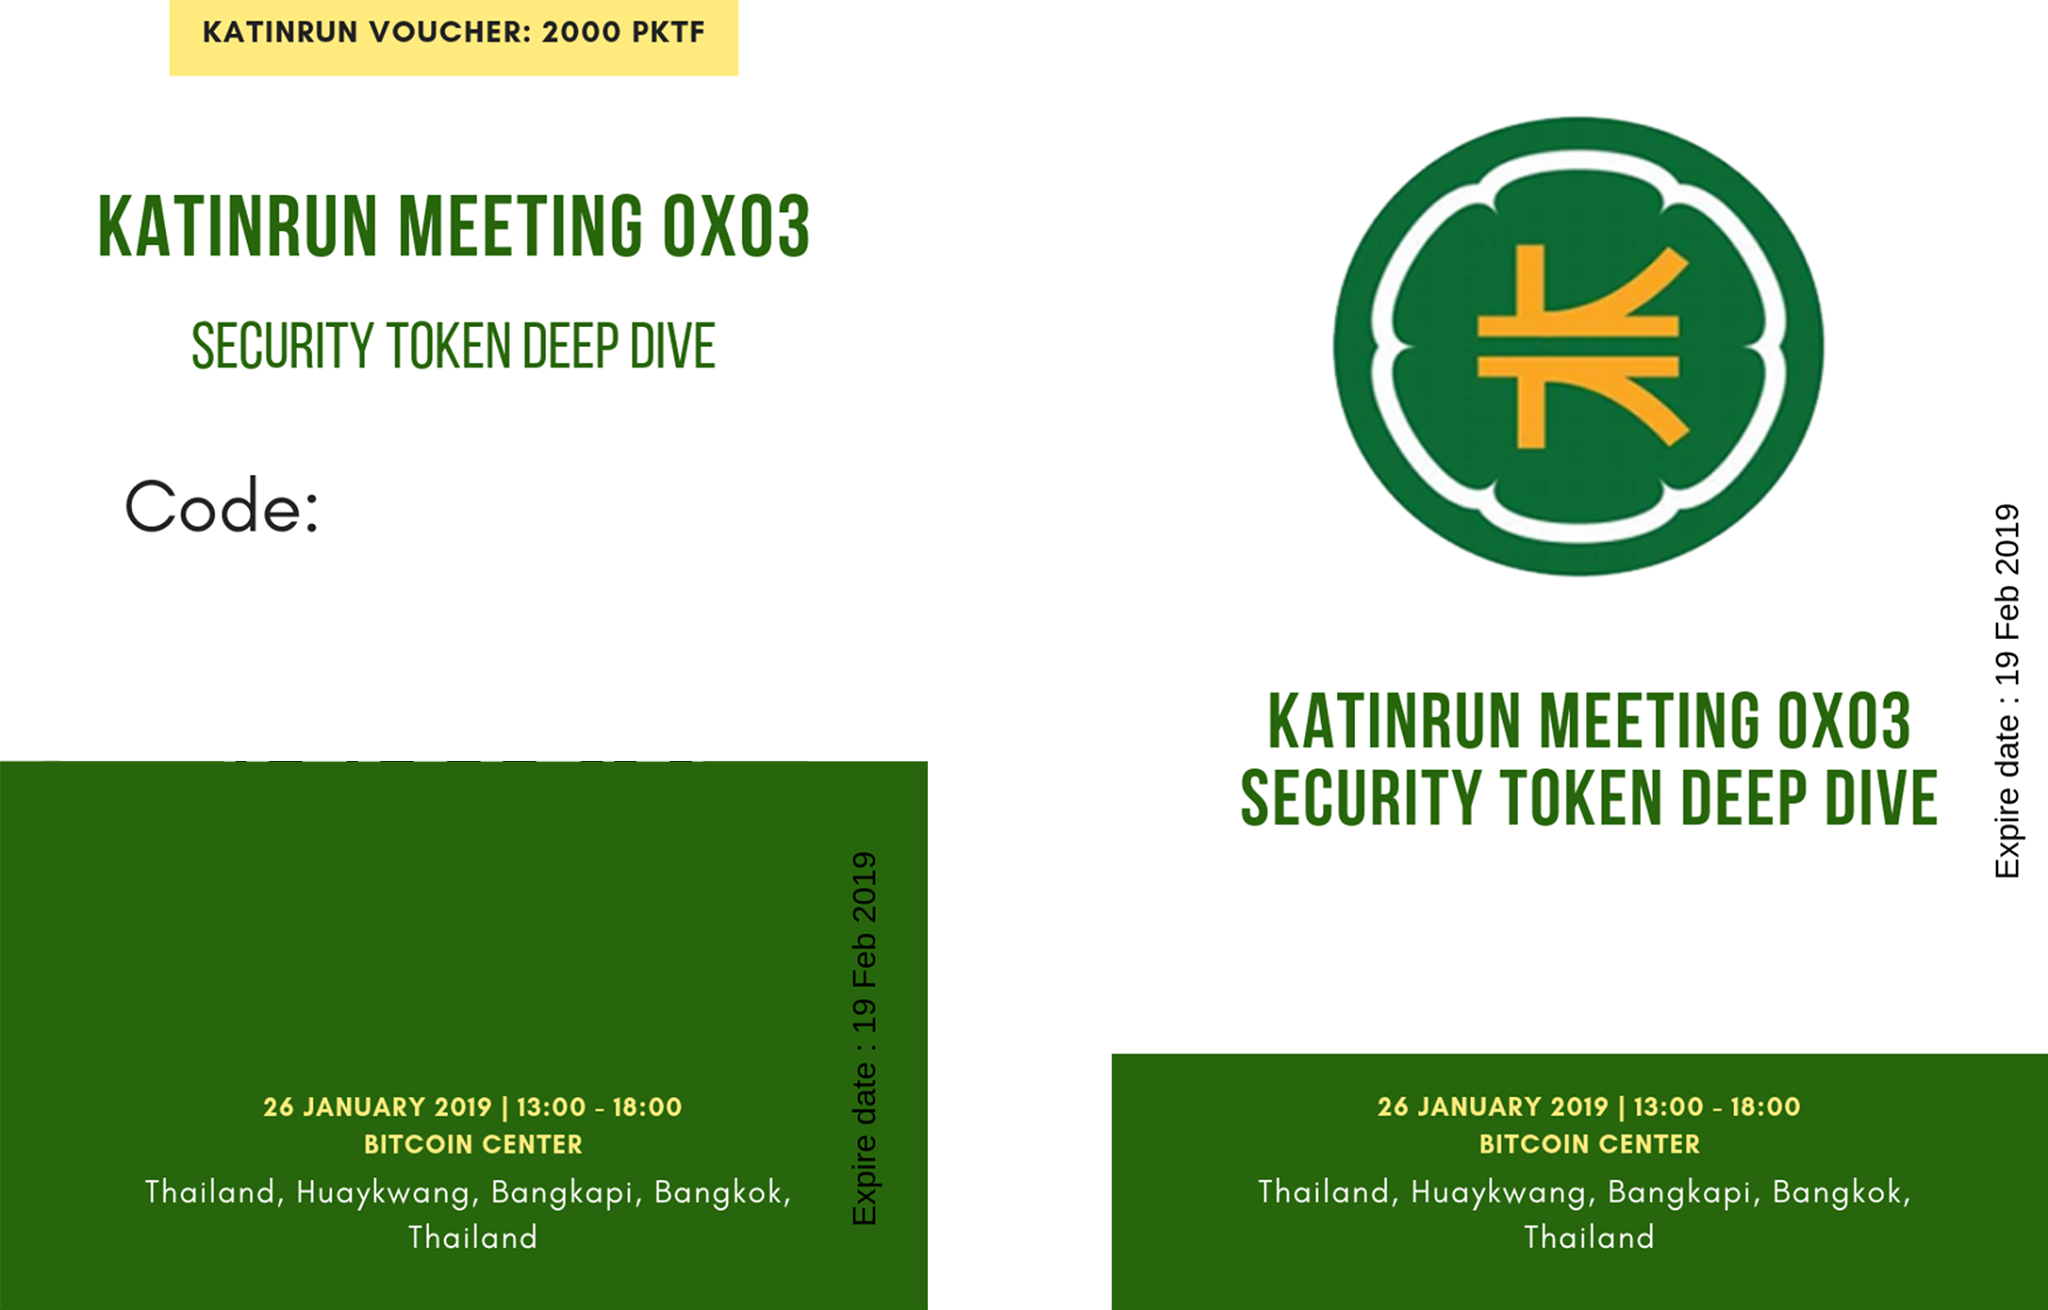 KATINRUN VOUCHER: 2000 PKTF
KATINRUN MEETING 0X03
SECURITY TOKEN DEEP DIVE
Code:
26 JANUARY 2019 | 13:00 - 18:00
BITCOIN CENTER
Thailand, Huaykwang, Bangkapi, Bangkok,
Thailand
Expire date : 19 Feb 2019
KATINRUN MEETING 0X03
SECURITY TOKEN DEEP DIVE
Expire date : 19 Feb 2019
26 JANUARY 2019 | 13:00 - 18:00
BITCOIN CENTER
Thailand, Huaykwang, Bangkapi, Bangkok,
Thailand